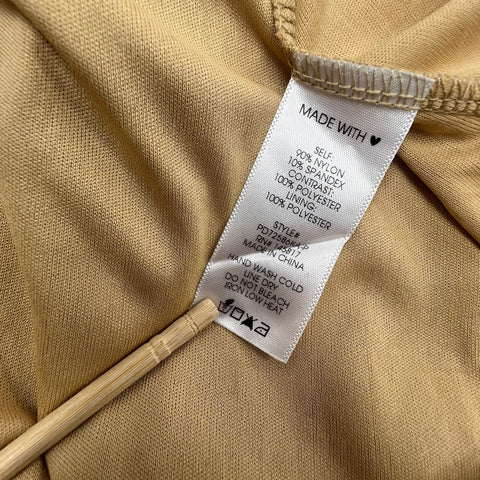 MADE WITH ♥
SELF:
90% NYLON
10% SPANDEX
CONTRAST:
100% POLYESTER
LINING:
100% POLYESTER
STYLE#
RN#
MADE IN CHINA
HAND WASH COLD
LINE DRY
DO NOT BLEACH
IRON LOW HEAT